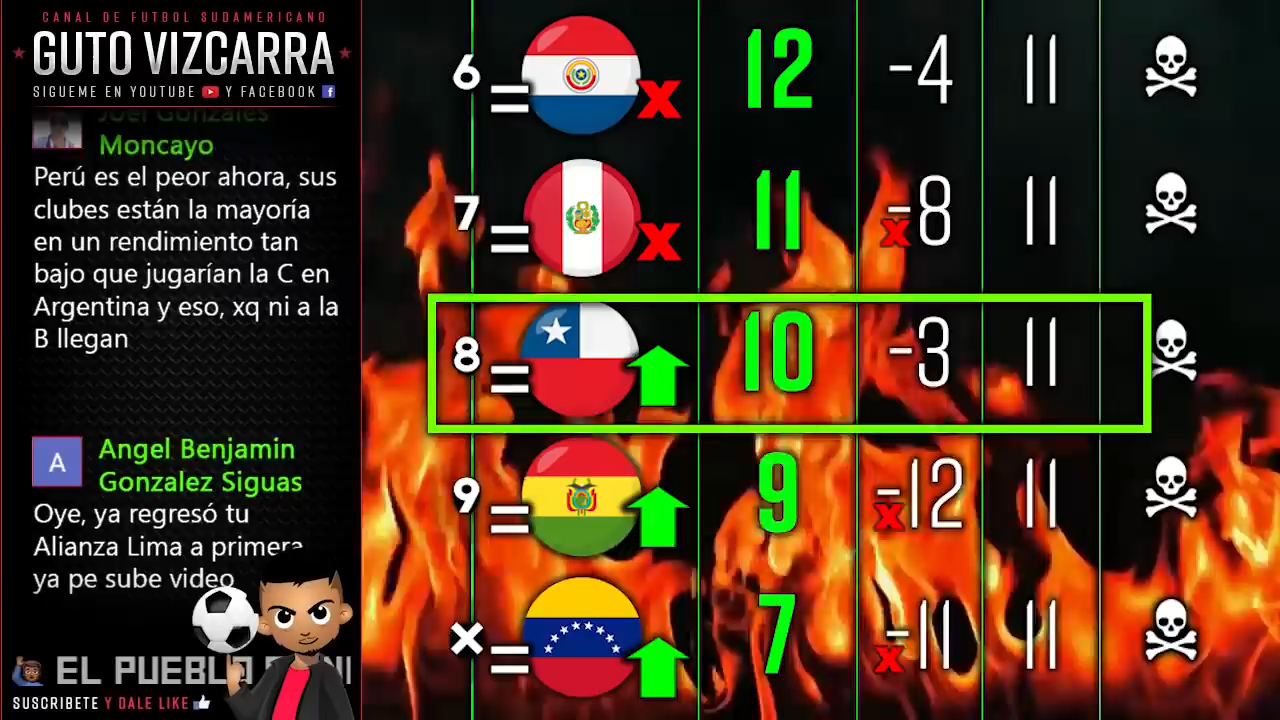 CANAL DE FUTBOL SUDAMERICANO
GUTO VIZCARRA
SIGUEME EN YOUTUBE Y FACEBOOK
Joel Gonzales
Moncayo
Perú es el peor ahora, sus
clubes están la mayoría
en un rendimiento tan
bajo que jugarían la C en
Argentina y eso, xq ni a la
B llegan
A
Angel Benjamin
Gonzalez Siguas
Oye, ya regresó tu
Alianza Lima a primera
ya pe sube video
EL PUEBLO
SUSCRIBETE Y DALE LIKE
6 = x 12 -4 11
7 = x 11 x -8 11
8 = 10 -3 11
9 = 9 x -12 11
x = 7 x -11 11